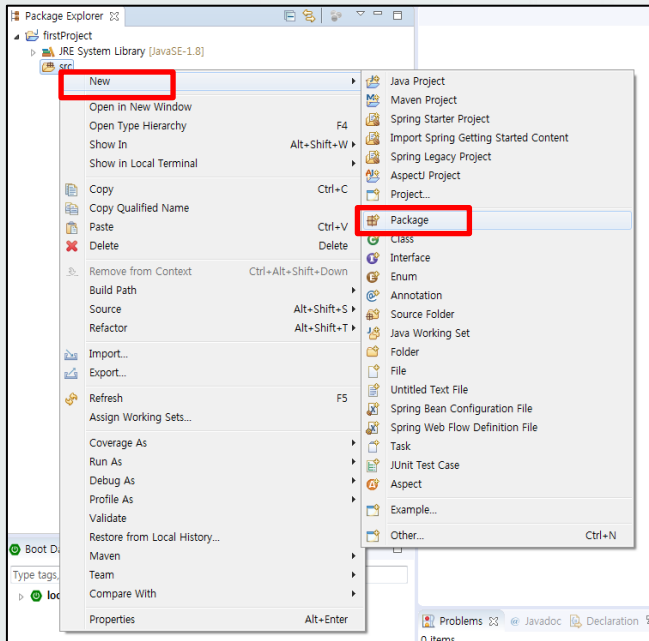 Package Explorer
firstProject
JRE System Library [JavaSE-1.8]
src
New
Open in New Window
Open Type Hierarchy F4
Show In Alt+Shift+W
Show in Local Terminal
Copy Ctrl+C
Copy Qualified Name
Paste Ctrl+V
Delete Delete
Remove from Context Ctrl+Alt+Shift+Down
Build Path
Source Alt+Shift+S
Refactor Alt+Shift+T
Import...
Export...
Refresh F5
Assign Working Sets...
Coverage As
Run As
Debug As
Profile As
Validate
Restore from Local History...
Maven
Team
Compare With
Properties Alt+Enter
Java Project
Maven Project
Spring Starter Project
Import Spring Getting Started Content
Spring Legacy Project
AspectJ Project
Project...
Package
Class
Interface
Enum
Annotation
Source Folder
Java Working Set
Folder
File
Untitled Text File
Spring Bean Configuration File
Spring Web Flow Definition File
Task
JUnit Test Case
Aspect
Example...
Other... Ctrl+N
Boot Da
Type tags,
loc
Problems @ Javadoc Declaration
0 items